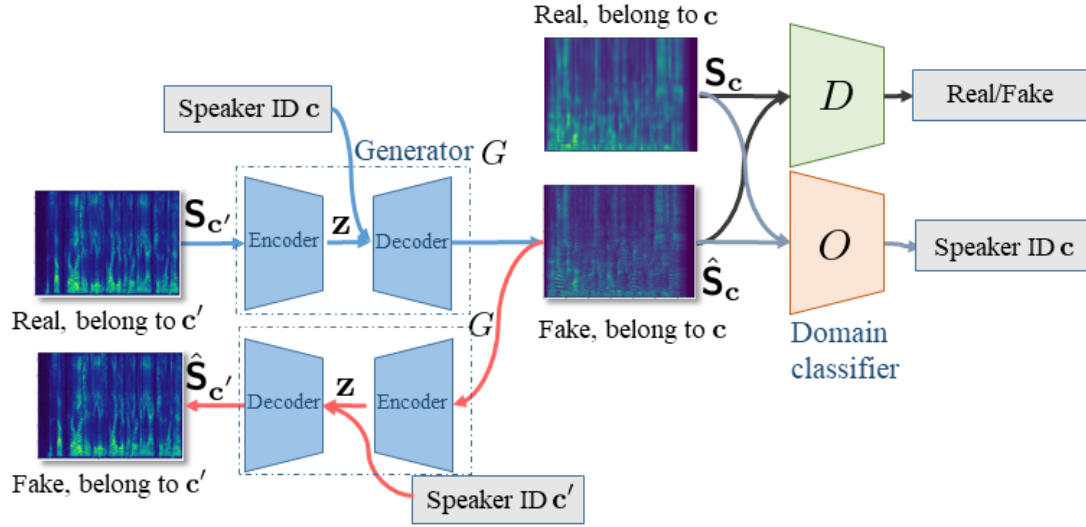 Real, belong to c
S_c
D
Real/Fake
Speaker ID c
Generator G
S_c′
Encoder
z
Decoder
Ŝ_c
O
Speaker ID c
Real, belong to c′
Fake, belong to c
Domain
classifier
G
Ŝ_c′
Decoder
z
Encoder
Fake, belong to c′
Speaker ID c′